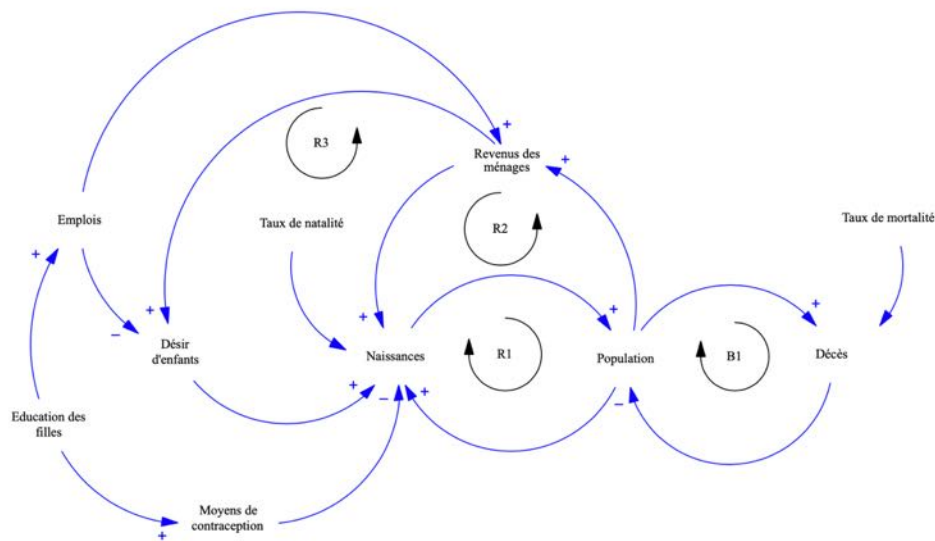 R3
+
Revenus des
ménages
+
Emplois
Taux de natalité
R2
Taux de mortalité
+
+
+
+
+
–
Désir
d'enfants
Naissances
R1
Population
B1
Décès
+
–
+
–
Education des
filles
Moyens de
contraception
+